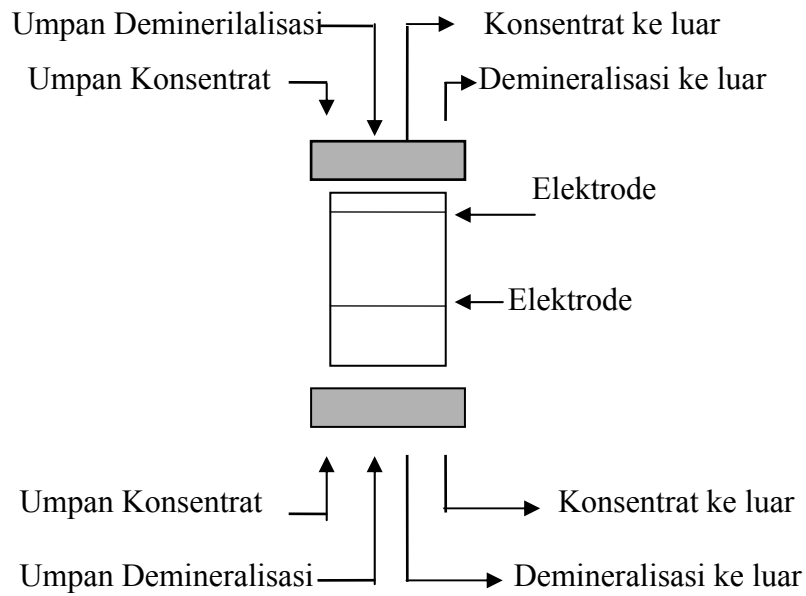 Umpan Deminerilalisasi
Konsentrat ke luar
Umpan Konsentrat
Demineralisasi ke luar
Elektrode
Elektrode
Umpan Konsentrat
Konsentrat ke luar
Umpan Demineralisasi
Demineralisasi ke luar